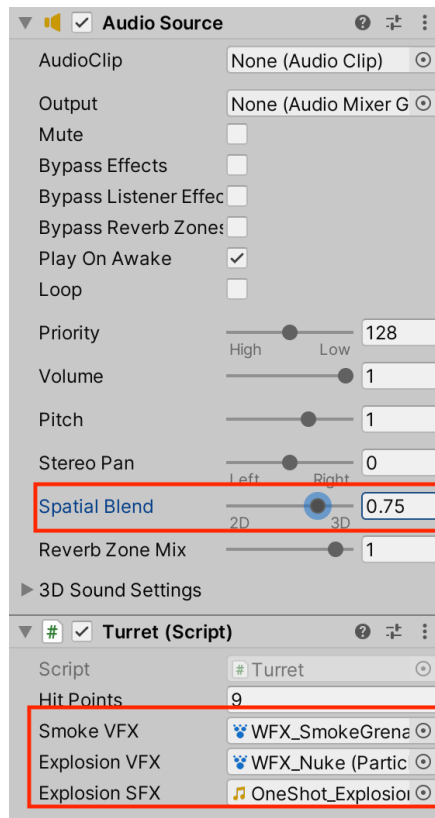 Audio Source
AudioClip None (Audio Clip)
Output None (Audio Mixer G
Mute
Bypass Effects
Bypass Listener Effec
Bypass Reverb Zones
Play On Awake
Loop
Priority 128
High Low
Volume 1
Pitch 1
Stereo Pan 0
Left Right
Spatial Blend 0.75
2D 3D
Reverb Zone Mix 1
3D Sound Settings
# Turret (Script)
Script # Turret
Hit Points 9
Smoke VFX WFX_SmokeGrena
Explosion VFX WFX_Nuke (Partic
Explosion SFX OneShot_Explosion